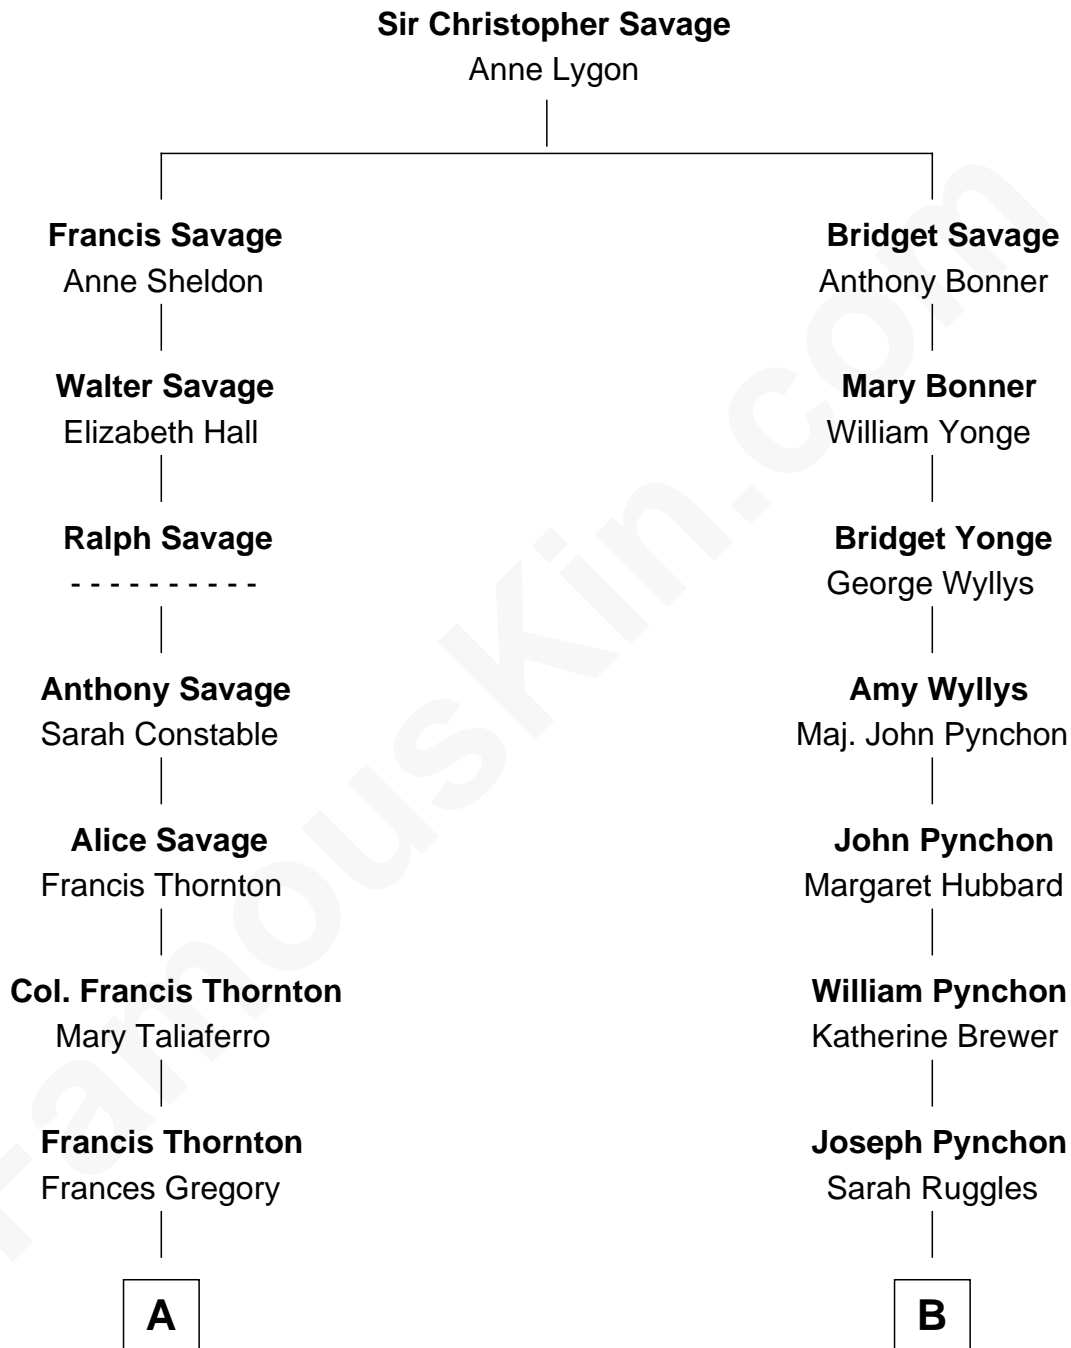 Sir Christopher Savage
Anne Lygon
Francis Savage
Anne Sheldon
Bridget Savage
Anthony Bonner
Walter Savage
Elizabeth Hall
Mary Bonner
William Yonge
Ralph Savage
- - - - - - - - - -
Bridget Yonge
George Wyllys
Anthony Savage
Sarah Constable
Amy Wyllys
Maj. John Pynchon
Alice Savage
Francis Thornton
John Pynchon
Margaret Hubbard
Col. Francis Thornton
Mary Taliaferro
William Pynchon
Katherine Brewer
Francis Thornton
Frances Gregory
Joseph Pynchon
Sarah Ruggles
A
B
FamousKin.com